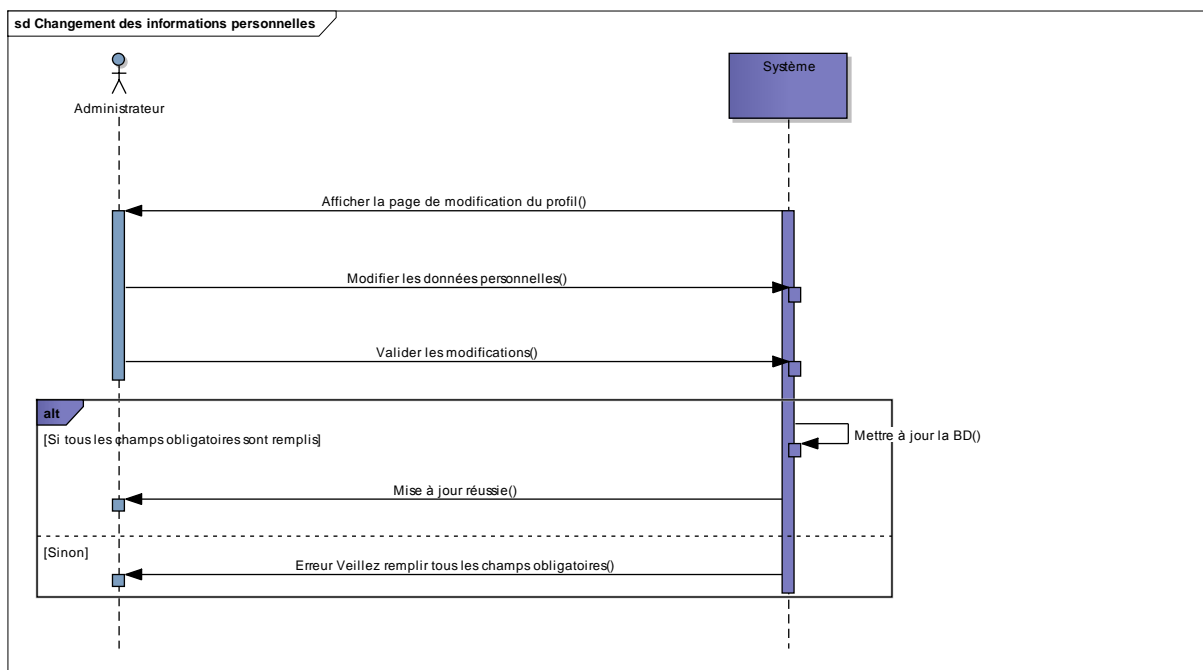 sd Changement des informations personnelles
Administrateur
Système
Afficher la page de modification du profil()
Modifier les données personnelles()
Valider les modifications()
alt
[Si tous les champs obligatoires sont remplis]
Mettre à jour la BD()
Mise à jour réussie()
[Sinon]
Erreur Veillez remplir tous les champs obligatoires()